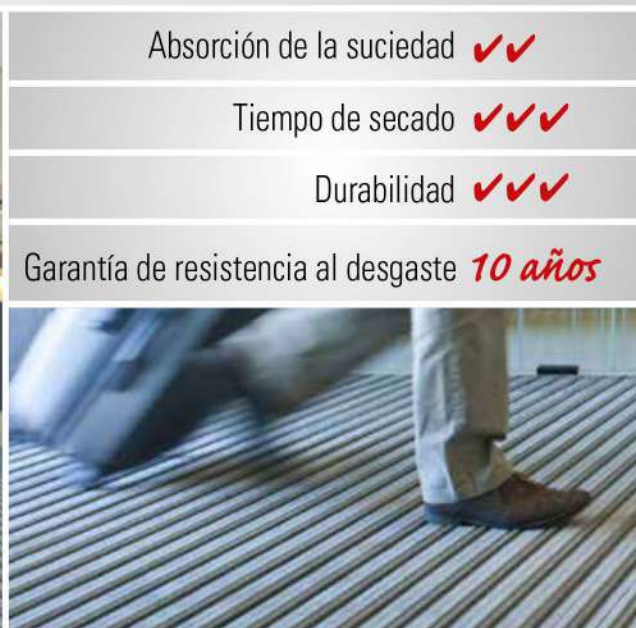 Absorción de la suciedad ✓✓
Tiempo de secado ✓✓✓
Durabilidad ✓✓✓
Garantía de resistencia al desgaste 10 años